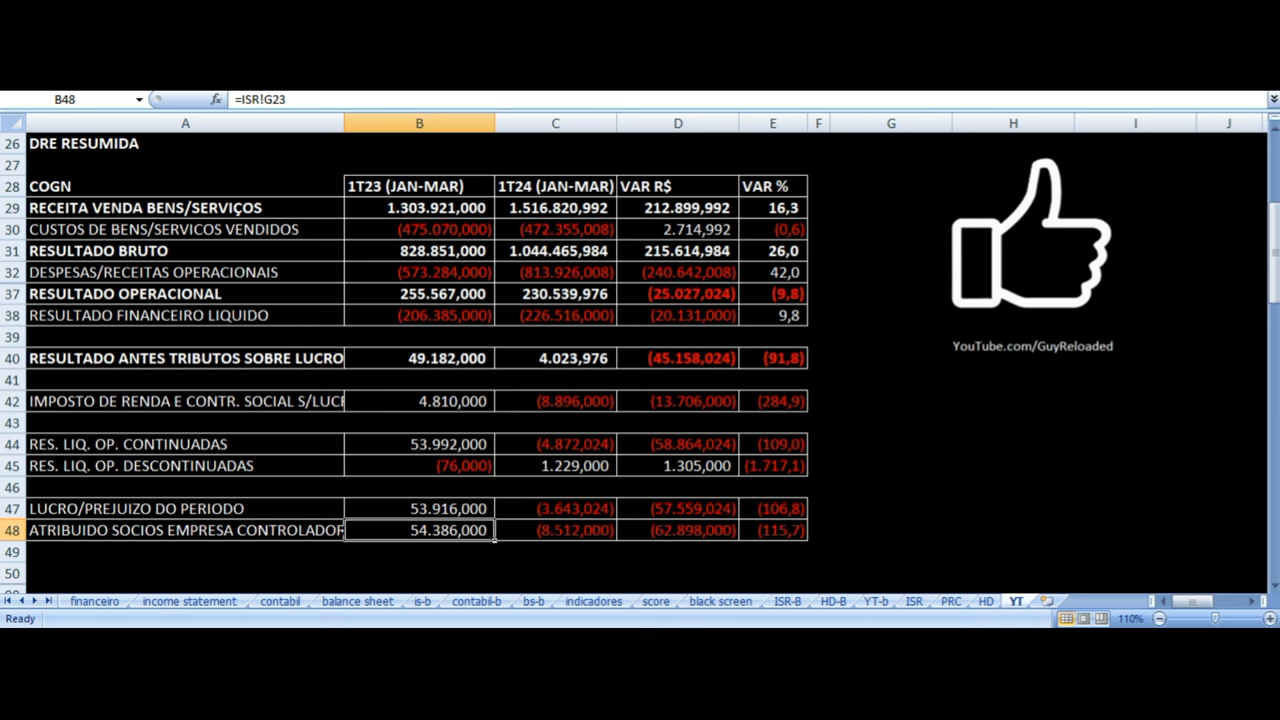 B48 fx =ISR!G23
A B C D E F G H I J
26 DRE RESUMIDA
27
28 COGN 1T23 (JAN-MAR) 1T24 (JAN-MAR) VAR R$ VAR %
29 RECEITA VENDA BENS/SERVIÇOS 1.303.921,000 1.516.820,992 212.899,992 16,3
30 CUSTOS DE BENS/SERVICOS VENDIDOS (475.070,000) (472.355,008) 2.714,992 (0,6)
31 RESULTADO BRUTO 828.851,000 1.044.465,984 215.614,984 26,0
32 DESPESAS/RECEITAS OPERACIONAIS (573.284,000) (813.926,008) (240.642,008) 42,0
37 RESULTADO OPERACIONAL 255.567,000 230.539,976 (25.027,024) (9,8)
38 RESULTADO FINANCEIRO LIQUIDO (206.385,000) (226.516,000) (20.131,000) 9,8
YouTube.com/GuyReloaded
39
40 RESULTADO ANTES TRIBUTOS SOBRE LUCRO 49.182,000 4.023,976 (45.158,024) (91,8)
41
42 IMPOSTO DE RENDA E CONTR. SOCIAL S/LUCR 4.810,000 (8.896,000) (13.706,000) (284,9)
43
44 RES. LIQ. OP. CONTINUADAS 53.992,000 (4.872,024) (58.864,024) (109,0)
45 RES. LIQ. OP. DESCONTINUADAS (76,000) 1.229,000 1.305,000 (1.717,1)
46
47 LUCRO/PREJUIZO DO PERIODO 53.916,000 (3.643,024) (57.559,024) (106,8)
48 ATRIBUIDO SOCIOS EMPRESA CONTROLADOR 54.386,000 (8.512,000) (62.898,000) (115,7)
49
50
financeiro income statement contabil balance sheet is-b contabil-b bs-b indicadores score black screen ISR-B HD-B YT-b ISR PRC HD YT
Ready 110%